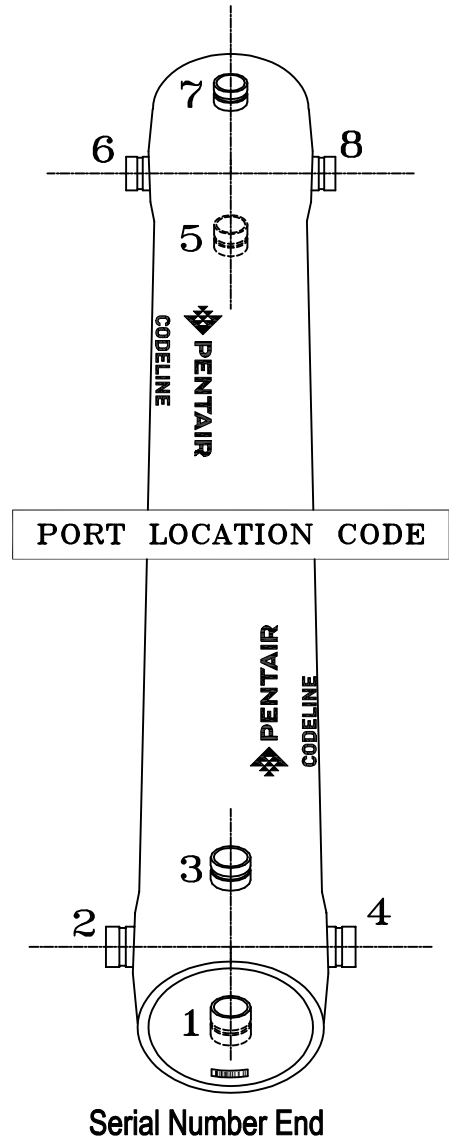 7
6
8
5
CODELINE
PENTAIR
PORT LOCATION CODE
PENTAIR
CODELINE
3
2
4
1
Serial Number End